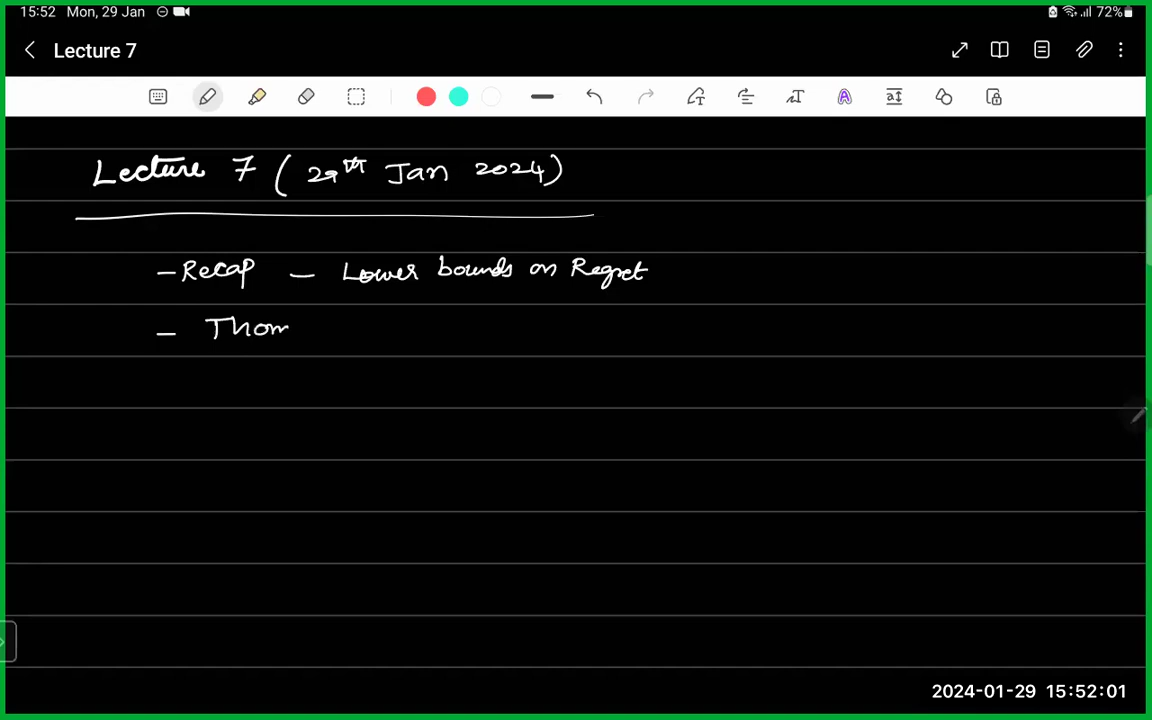 15:52 Mon, 29 Jan 72%
Lecture 7
Lecture 7 (29th Jan 2024)
- Recap - Lower bounds on Regret
- Thom
2024-01-29 15:52:01